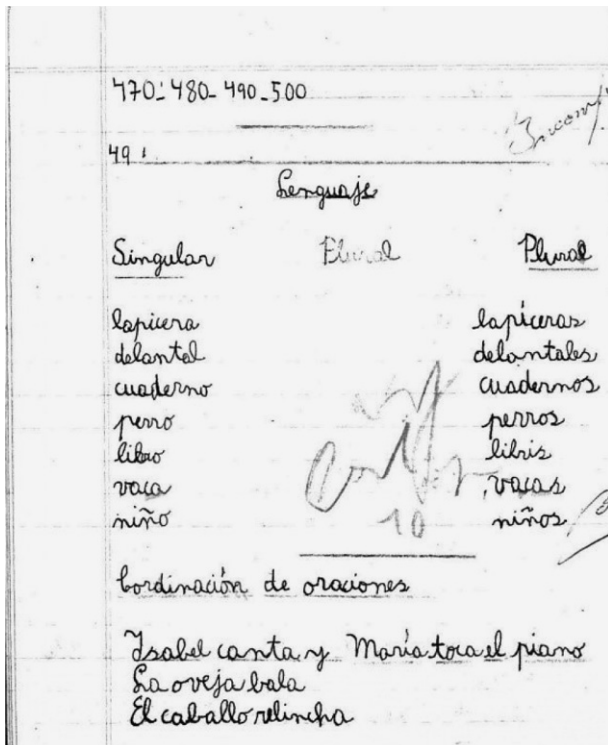 470-480-490-500
49 :
Lenguaje
Singular Plural Plural
lapicera lapiceras
delantal delantales
cuaderno cuadernos
perro perros
libro libris
vaca vacas
niño 10 niños
Cordinación de oraciones
Isabel canta y María toca el piano
La oveja bala
El caballo relincha